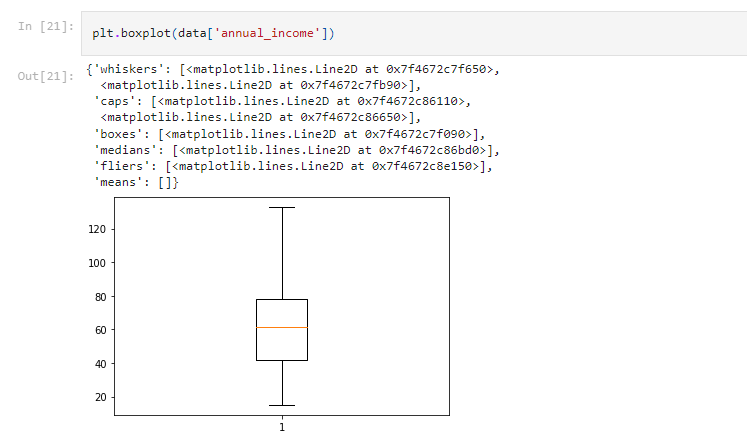 In [21]:
plt.boxplot(data['annual_income'])
Out[21]:
{'whiskers': [<matplotlib.lines.Line2D at 0x7f4672c7f650>,
<matplotlib.lines.Line2D at 0x7f4672c7fb90>],
'caps': [<matplotlib.lines.Line2D at 0x7f4672c86110>,
<matplotlib.lines.Line2D at 0x7f4672c86650>],
'boxes': [<matplotlib.lines.Line2D at 0x7f4672c7f090>],
'medians': [<matplotlib.lines.Line2D at 0x7f4672c86bd0>],
'fliers': [<matplotlib.lines.Line2D at 0x7f4672c8e150>],
'means': []}
120
100
80
60
40
20
1